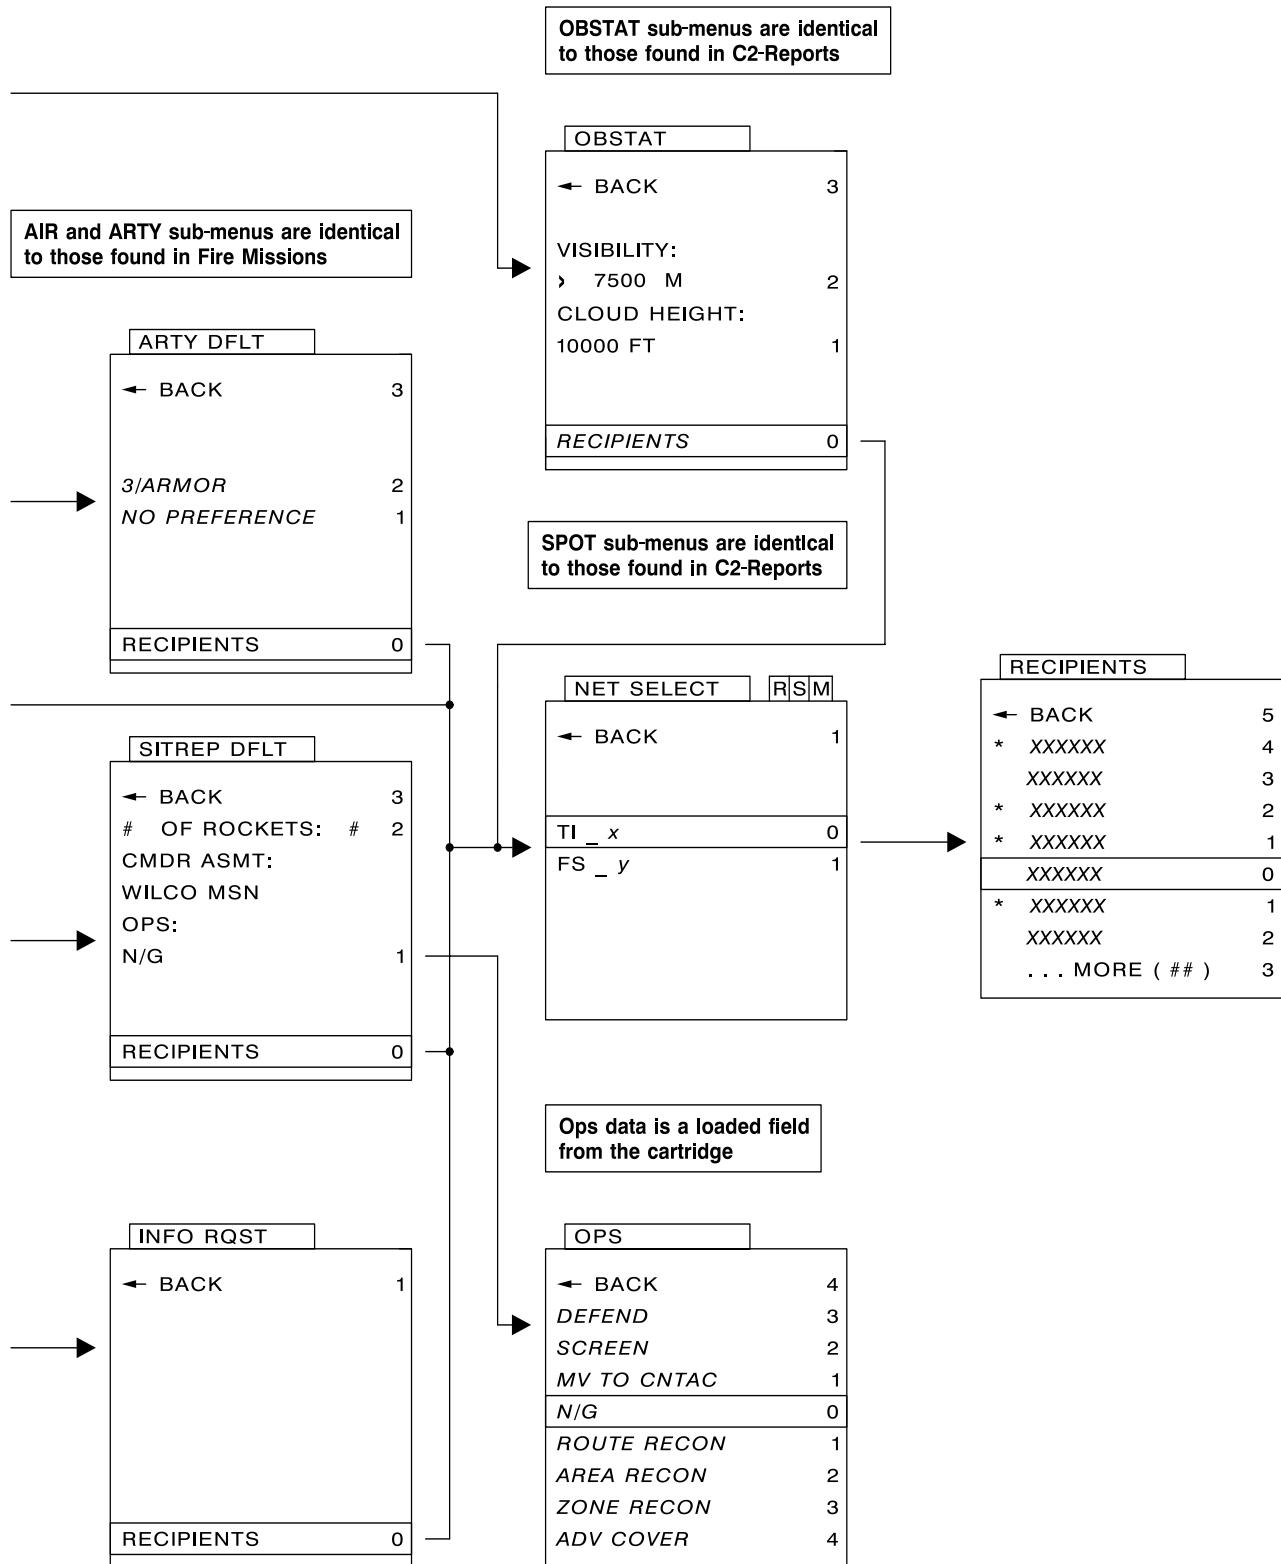 OBSTAT sub-menus are identical
to those found in C2-Reports
OBSTAT
← BACK 3
VISIBILITY:
> 7500 M 2
CLOUD HEIGHT:
10000 FT 1
RECIPIENTS 0
AIR and ARTY sub-menus are identical
to those found in Fire Missions
ARTY DFLT
← BACK 3
3/ARMOR 2
NO PREFERENCE 1
RECIPIENTS 0
SPOT sub-menus are identical
to those found in C2-Reports
NET SELECT R S M
← BACK 1
TI _ x 0
FS _ y 1
RECIPIENTS
← BACK 5
* XXXXXX 4
XXXXXX 3
* XXXXXX 2
* XXXXXX 1
XXXXXX 0
* XXXXXX 1
XXXXXX 2
. . . MORE ( ## ) 3
SITREP DFLT
← BACK 3
# OF ROCKETS: # 2
CMDR ASMT:
WILCO MSN
OPS:
N/G 1
RECIPIENTS 0
Ops data is a loaded field
from the cartridge
INFO RQST
← BACK 1
RECIPIENTS 0
OPS
← BACK 4
DEFEND 3
SCREEN 2
MV TO CNTAC 1
N/G 0
ROUTE RECON 1
AREA RECON 2
ZONE RECON 3
ADV COVER 4